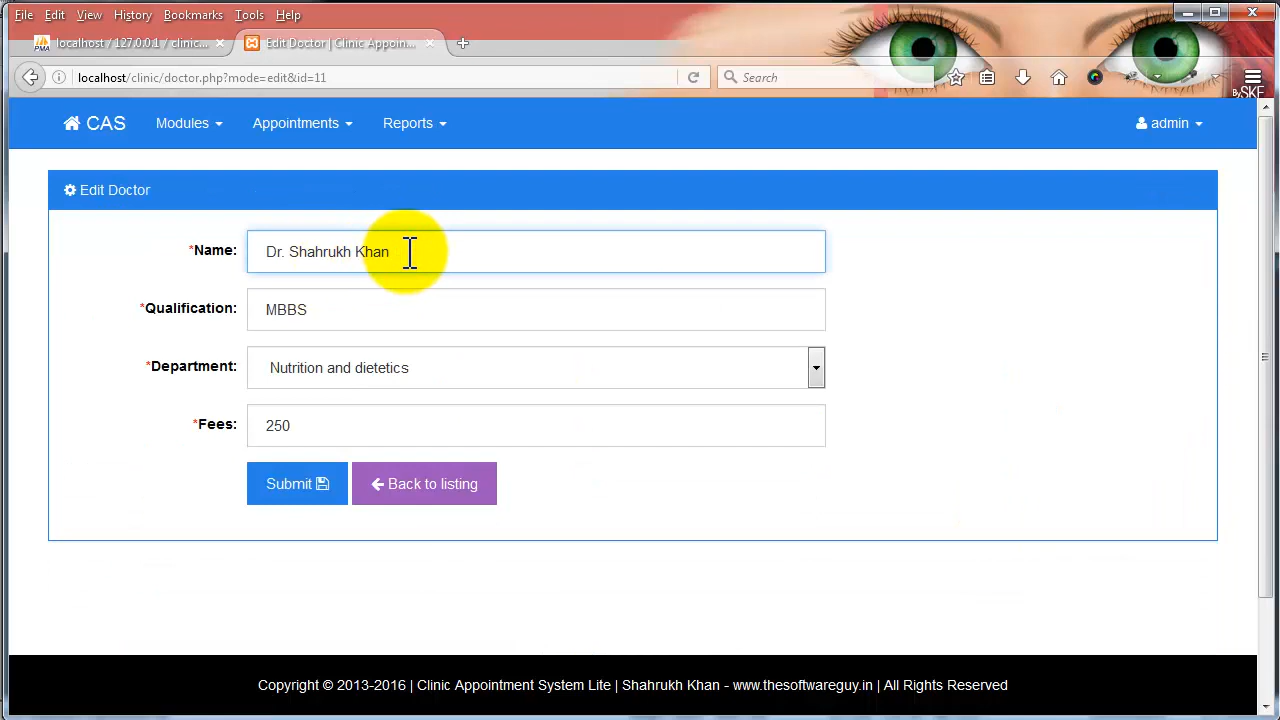 File Edit View History Bookmarks Tools Help
PMA localhost / 127.0.0.1 / clinic... Edit Doctor | Clinic Appoin...
localhost/clinic/doctor.php?mode=edit&id=11 Search
By SKE
CAS Modules Appointments Reports admin
Edit Doctor
*Name: Dr. Shahrukh Khan
*Qualification: MBBS
*Department: Nutrition and dietetics
*Fees: 250
Submit Back to listing
Copyright © 2013-2016 | Clinic Appointment System Lite | Shahrukh Khan - www.thesoftwareguy.in | All Rights Reserved